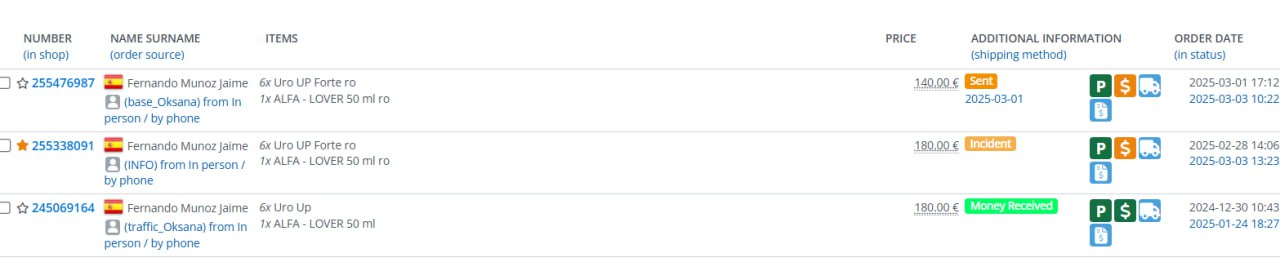 NUMBER NAME SURNAME ITEMS PRICE ADDITIONAL INFORMATION ORDER DATE
(in shop) (order source) (shipping method) (in status)
255476987 Fernando Munoz Jaime 6x Uro UP Forte ro 140.00 € Sent P $ 2025-03-01 17:12
(base_Oksana) from In 1x ALFA - LOVER 50 ml ro 2025-03-01 $ 2025-03-03 10:22
person / by phone
255338091 Fernando Munoz Jaime 6x Uro UP Forte ro 180.00 € Incident P $ 2025-02-28 14:06
(INFO) from In person / 1x ALFA - LOVER 50 ml ro $ 2025-03-03 13:23
by phone
245069164 Fernando Munoz Jaime 6x Uro Up 180.00 € Money Received P $ 2024-12-30 10:43
(traffic_Oksana) from In 1x ALFA - LOVER 50 ml $ 2025-01-24 18:27
person / by phone